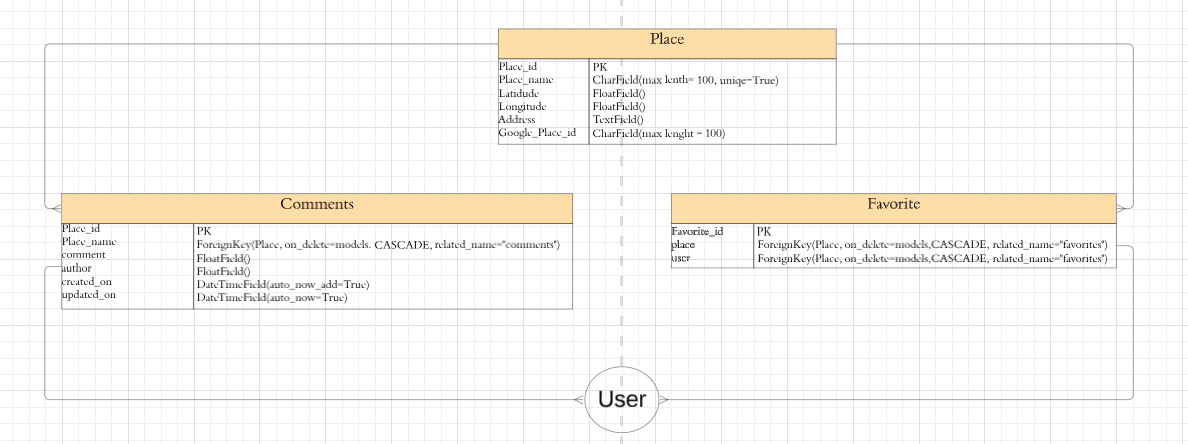 Place
Place_id PK
Place_name CharField(max lenth= 100, uniqe=True)
Latidude FloatField()
Longitude FloatField()
Address TextField()
Google_Place_id CharField(max lenght = 100)
Comments
Place_id PK
Place_name ForeignKey(Place, on_delete=models. CASCADE, related_name="comments")
comment FloatField()
author FloatField()
created_on DateTimeField(auto_now_add=True)
updated_on DateTimeField(auto_now=True)
Favorite
Favorite_id PK
place ForeignKey(Place, on_delete=models,CASCADE, related_name="favorites")
user ForeignKey(Place, on_delete=models,CASCADE, related_name="favorites")
User